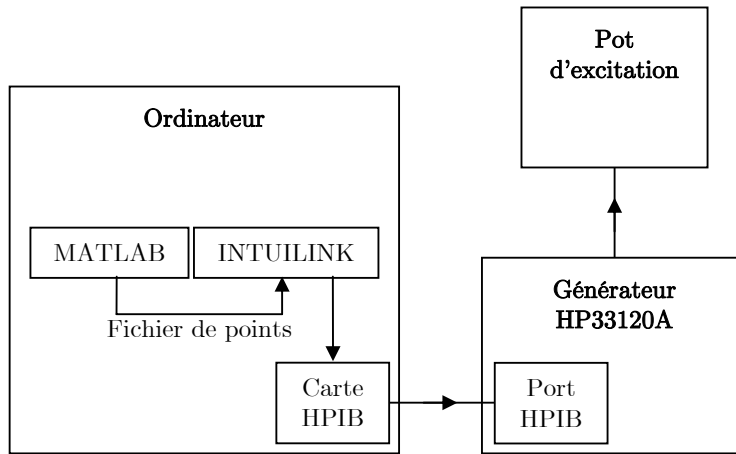 Pot
d'excitation
Ordinateur
MATLAB
INTUILINK
Fichier de points
Carte
HPIB
Générateur
HP33120A
Port
HPIB